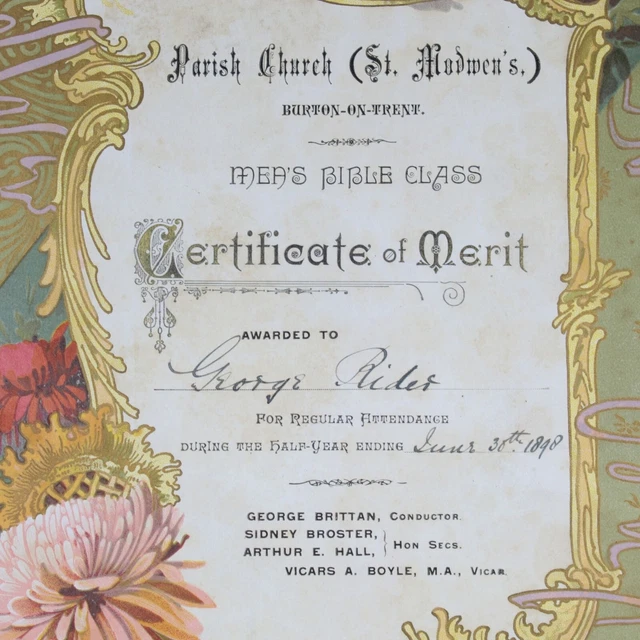 Parish Church (St. Modwen's,)
BURTON-ON-TRENT.
MEN'S BIBLE CLASS
Certificate of Merit
AWARDED TO
George Rider
FOR REGULAR ATTENDANCE
DURING THE HALF-YEAR ENDING June 30th 1898
GEORGE BRITTAN, CONDUCTOR.
SIDNEY BROSTER,
ARTHUR E. HALL, } HON SECS.
VICARS A. BOYLE, M.A., VICAR.